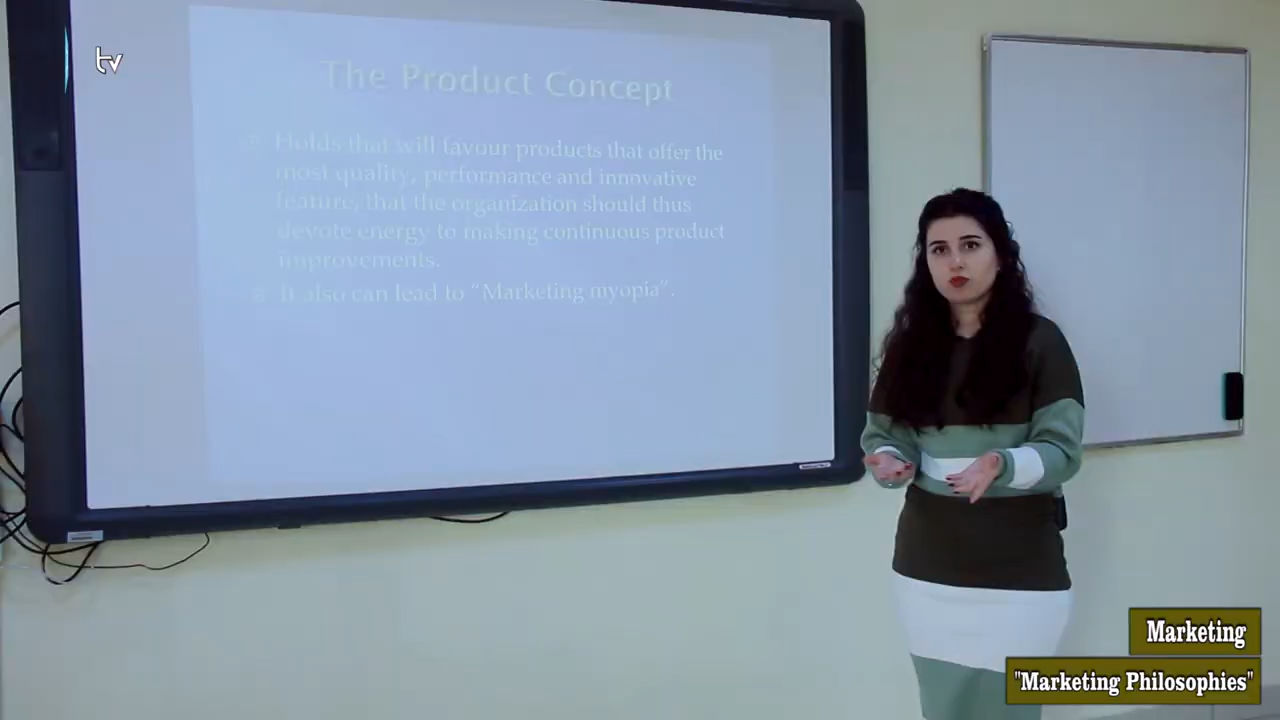 tv
The Product Concept
Holds that will favour products that offer the
most quality, performance and innovative
feature, that the organization should thus
devote energy to making continuous product
improvements.
It also can lead to “Marketing myopia”.
Marketing
"Marketing Philosophies"